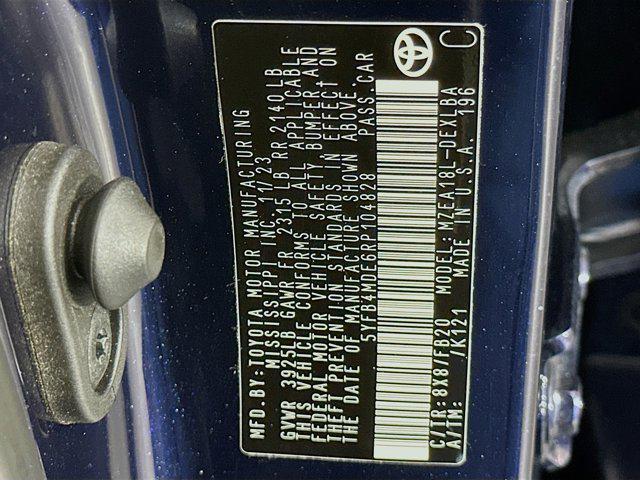 MFD.BY: TOYOTA MOTOR MANUFACTURING
MISSISSIPPI INC. 11/23
GVWR 3925LB GAWR FR 2315 LB RR 2140 LB
THIS VEHICLE CONFORMS TO ALL APPLICABLE
FEDERAL MOTOR VEHICLE SAFETY BUMPER AND
THEFT PREVENTION STANDARDS IN EFFECT ON
THE DATE OF MANUFACTURE SHOWN ABOVE.
5YFB4MDE6RP104828 PASS.CAR
C/TR: 8X8/FB20 MODEL: MZEA18L-DEXLBA
A/TM: /K121 MADE IN U.S.A. 196
C